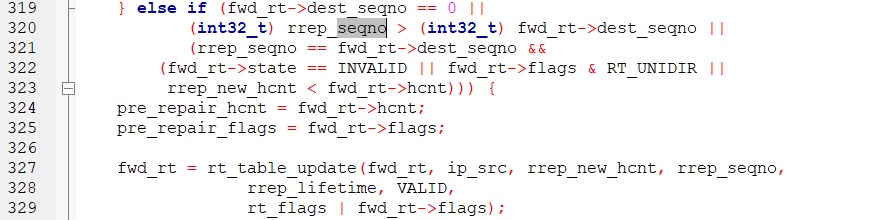 319 } else if (fwd_rt->dest_seqno == 0 ||
320 (int32_t) rrep_seqno > (int32_t) fwd_rt->dest_seqno ||
321 (rrep_seqno == fwd_rt->dest_seqno &&
322 (fwd_rt->state == INVALID || fwd_rt->flags & RT_UNIDIR ||
323 rrep_new_hcnt < fwd_rt->hcnt))) {
324 pre_repair_hcnt = fwd_rt->hcnt;
325 pre_repair_flags = fwd_rt->flags;
326
327 fwd_rt = rt_table_update(fwd_rt, ip_src, rrep_new_hcnt, rrep_seqno,
328 rrep_lifetime, VALID,
329 rt_flags | fwd_rt->flags);